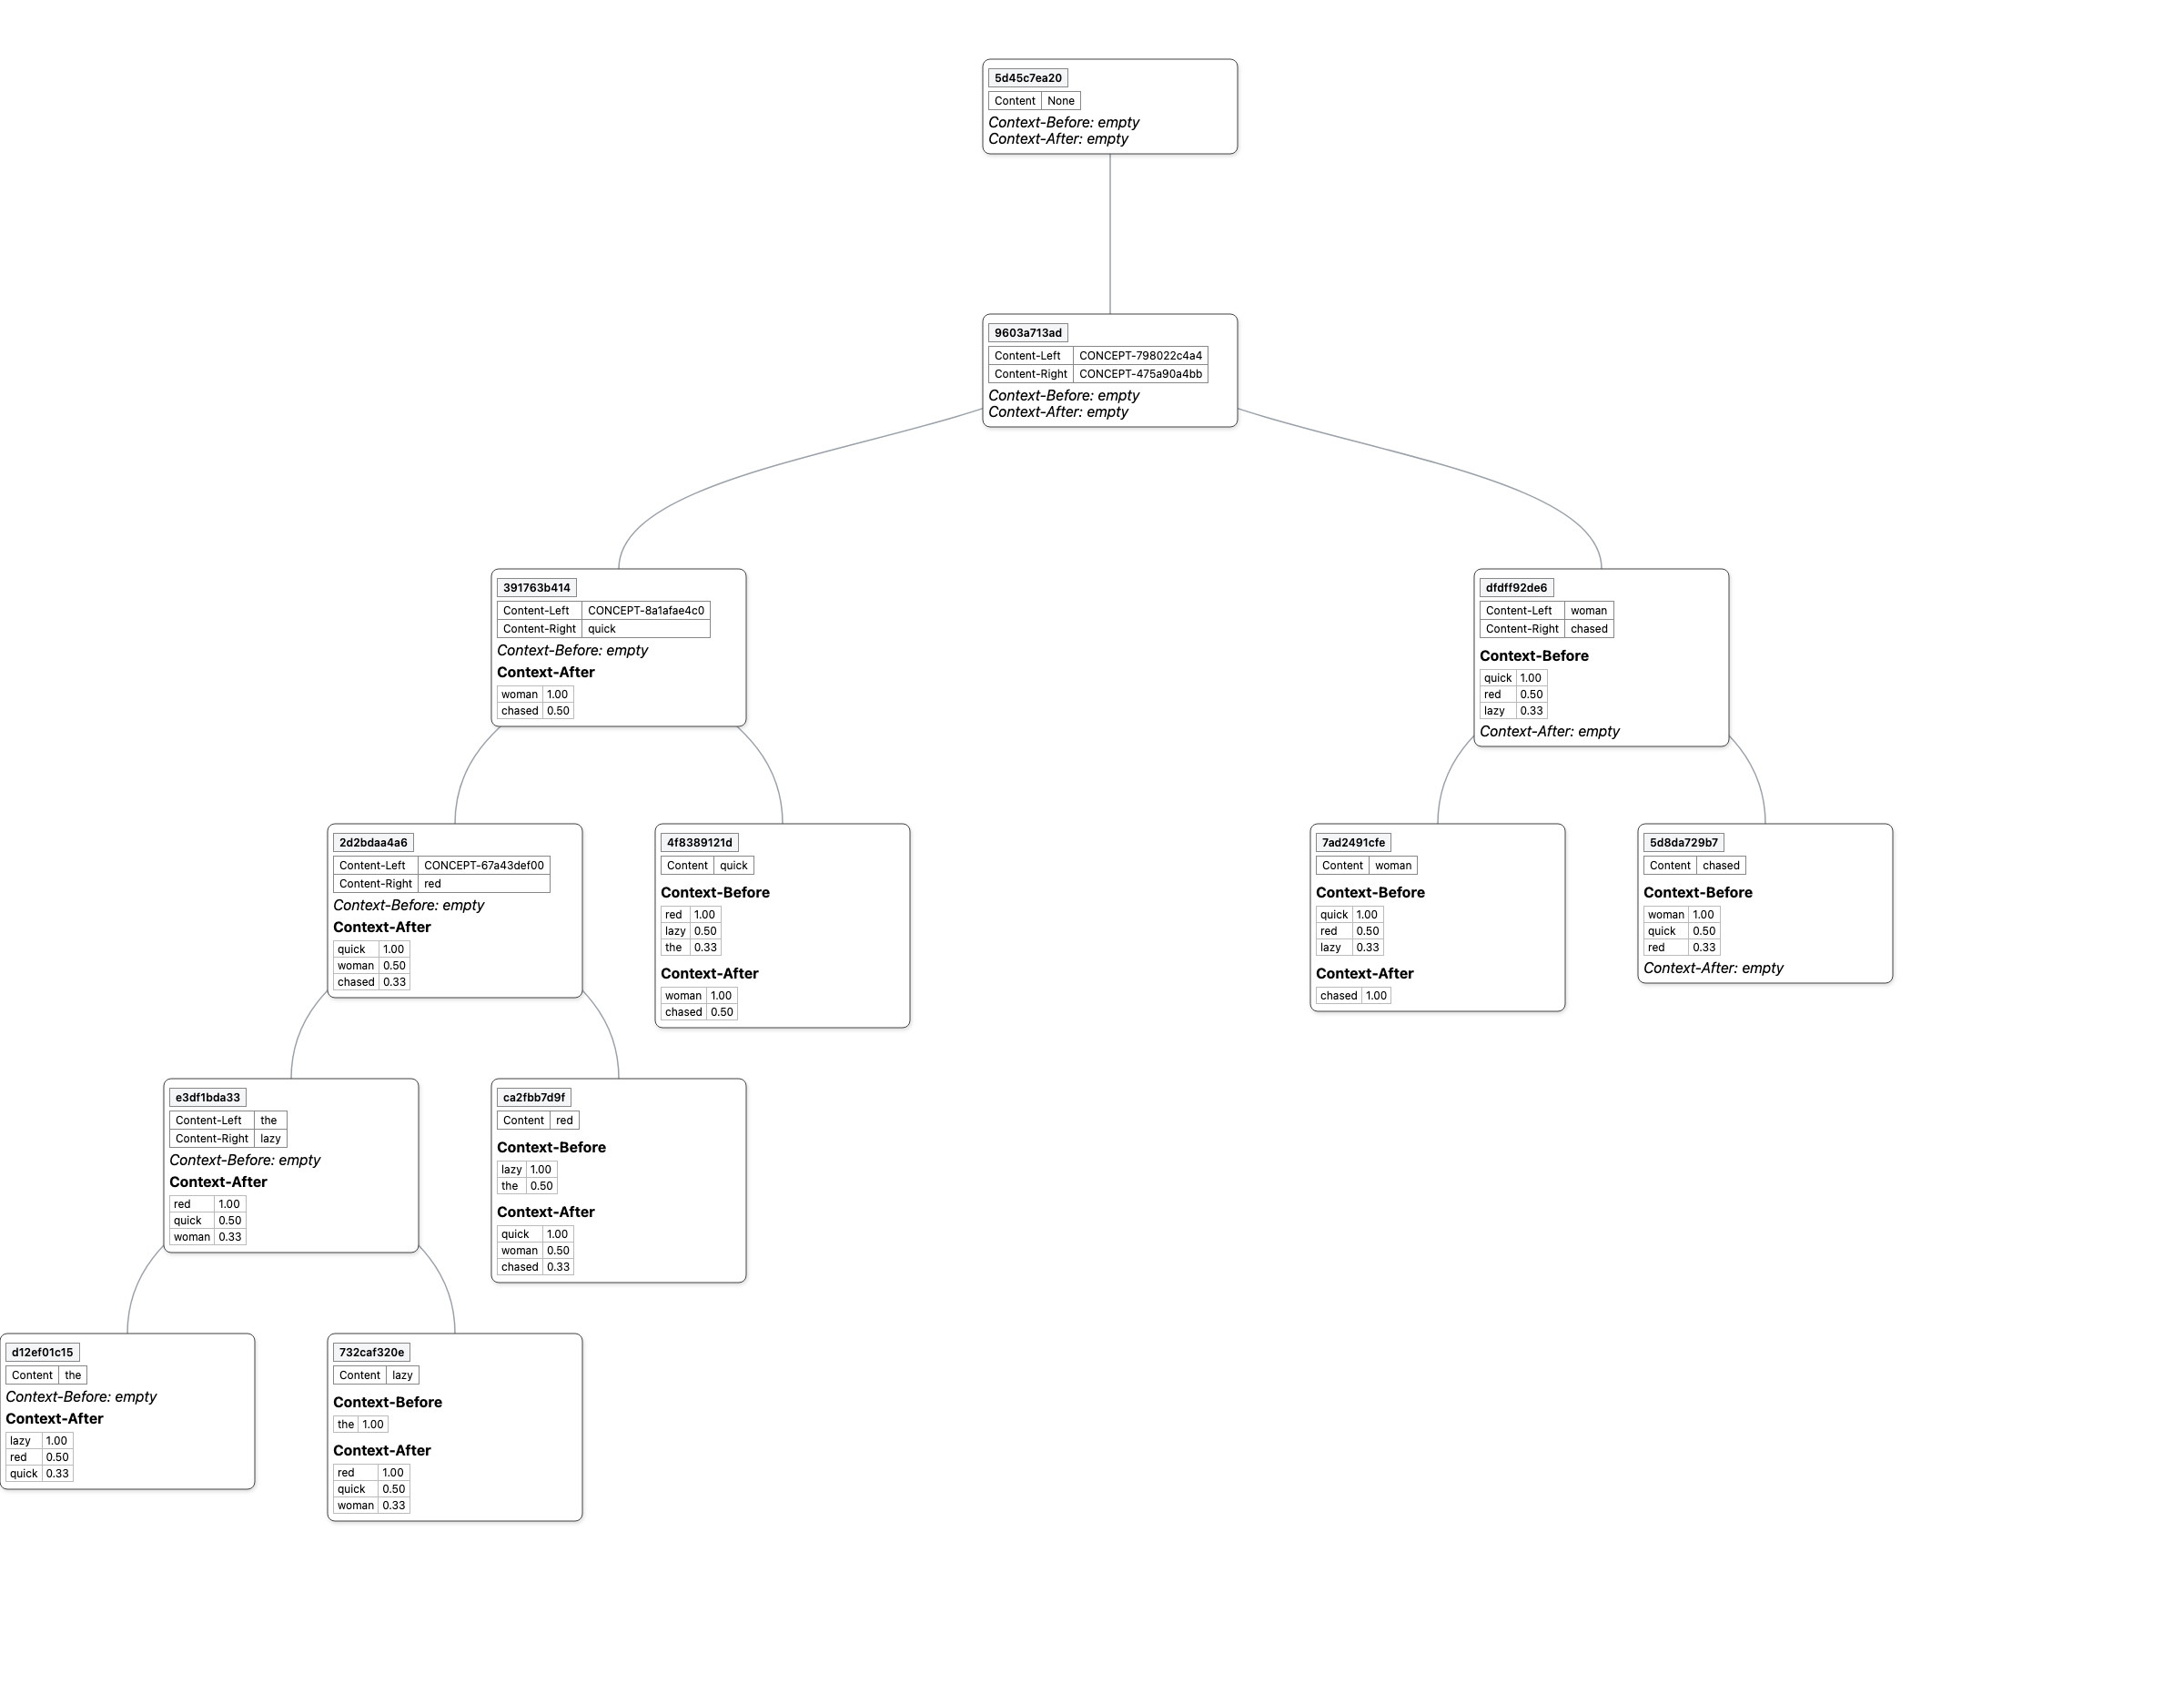 5d45c7ea20
Content None
Context-Before: empty
Context-After: empty
9603a713ad
Content-Left CONCEPT-798022c4a4
Content-Right CONCEPT-475a90a4bb
Context-Before: empty
Context-After: empty
391763b414
Content-Left CONCEPT-8a1afae4c0
Content-Right quick
Context-Before: empty
Context-After
woman 1.00
chased 0.50
dfdff92de6
Content-Left woman
Content-Right chased
Context-Before
quick 1.00
red 0.50
lazy 0.33
Context-After: empty
2d2bdaa4a6
Content-Left CONCEPT-67a43def00
Content-Right red
Context-Before: empty
Context-After
quick 1.00
woman 0.50
chased 0.33
4f8389121d
Content quick
Context-Before
red 1.00
lazy 0.50
the 0.33
Context-After
woman 1.00
chased 0.50
7ad2491cfe
Content woman
Context-Before
quick 1.00
red 0.50
lazy 0.33
Context-After
chased 1.00
5d8da729b7
Content chased
Context-Before
woman 1.00
quick 0.50
red 0.33
Context-After: empty
e3df1bda33
Content-Left the
Content-Right lazy
Context-Before: empty
Context-After
red 1.00
quick 0.50
woman 0.33
ca2fbb7d9f
Content red
Context-Before
lazy 1.00
the 0.50
Context-After
quick 1.00
woman 0.50
chased 0.33
d12ef01c15
Content the
Context-Before: empty
Context-After
lazy 1.00
red 0.50
quick 0.33
732caf320e
Content lazy
Context-Before
the 1.00
Context-After
red 1.00
quick 0.50
woman 0.33